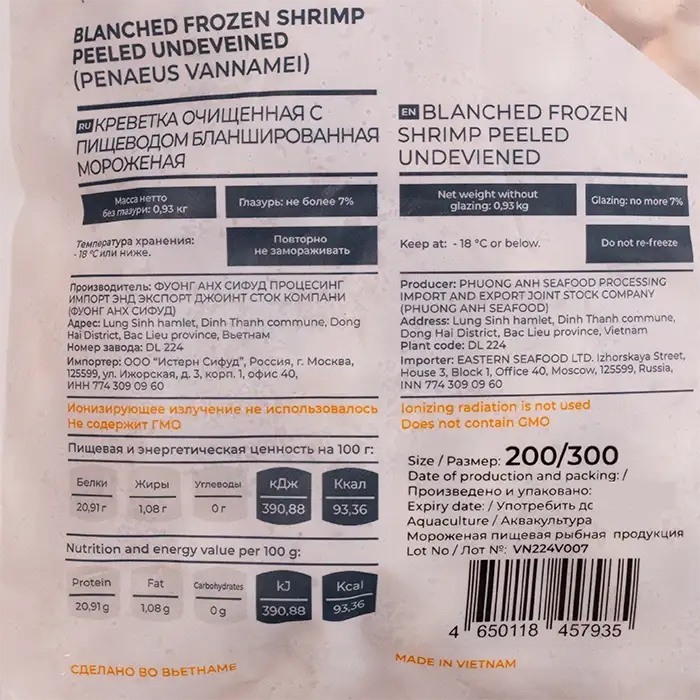 BLANCHED FROZEN SHRIMP
PEELED UNDEVEINED
(PENAEUS VANNAMEI)
RU КРЕВЕТКА ОЧИЩЕННАЯ С
ПИЩЕВОДОМ БЛАНШИРОВАННАЯ
МОРОЖЕНАЯ
Масса нетто
без глазури: 0,93 кг
Глазурь: не более 7%
Температура хранения:
- 18 °C или ниже.
Повторно
не замораживать
Производитель: ФУОНГ АНХ СИФУД ПРОЦЕСИНГ
ИМПОРТ ЭНД ЭКСПОРТ ДЖОИНТ СТОК КОМПАНИ
(ФУОНГ АНХ СИФУД)
Адрес: Lung Sinh hamlet, Dinh Thanh commune, Dong
Hai District, Bac Lieu province, Вьетнам
Номер завода: DL 224
Импортер: ООО "Истерн Сифуд", Россия, г. Москва,
125599, ул. Ижорская, д. 3, корп. 1, офис 40,
ИНН 774 309 09 60
Ионизирующее излучение не использовалось
Не содержит ГМО
Пищевая и энергетическая ценность на 100 г:
Белки Жиры Углеводы кДж Ккал
20,91 г 1,08 г 0 г 390,88 93,36
Nutrition and energy value per 100 g:
Protein Fat Carbohydrates kJ Kcal
20,91 g 1,08 g 0 g 390,88 93,36
СДЕЛАНО ВО ВЬЕТНАМЕ
EN BLANCHED FROZEN
SHRIMP PEELED
UNDEVIENED
Net weight without
glazing: 0,93 kg
Glazing: no more 7%
Keep at: - 18 °C or below.
Do not re-freeze
Producer: PHUONG ANH SEAFOOD PROCESSING
IMPORT AND EXPORT JOINT STOCK COMPANY
(PHUONG ANH SEAFOOD)
Address: Lung Sinh hamlet, Dinh Thanh commune,
Dong Hai District, Bac Lieu province, Vietnam
Plant code: DL 224
Importer: EASTERN SEAFOOD LTD. Izhorskaya Street,
House 3, Block 1, Office 40, Moscow, 125599, Russia,
INN 774 309 09 60
Ionizing radiation is not used
Does not contain GMO
Size / Размер: 200/300
Date of production and packing: /
Произведено и упаковано:
Expiry date: / Употребить до
Aquaculture / Аквакультура
Мороженая пищевая рыбная продукция
Lot No / Лот №: VN224V007
4 650118 457935
MADE IN VIETNAM